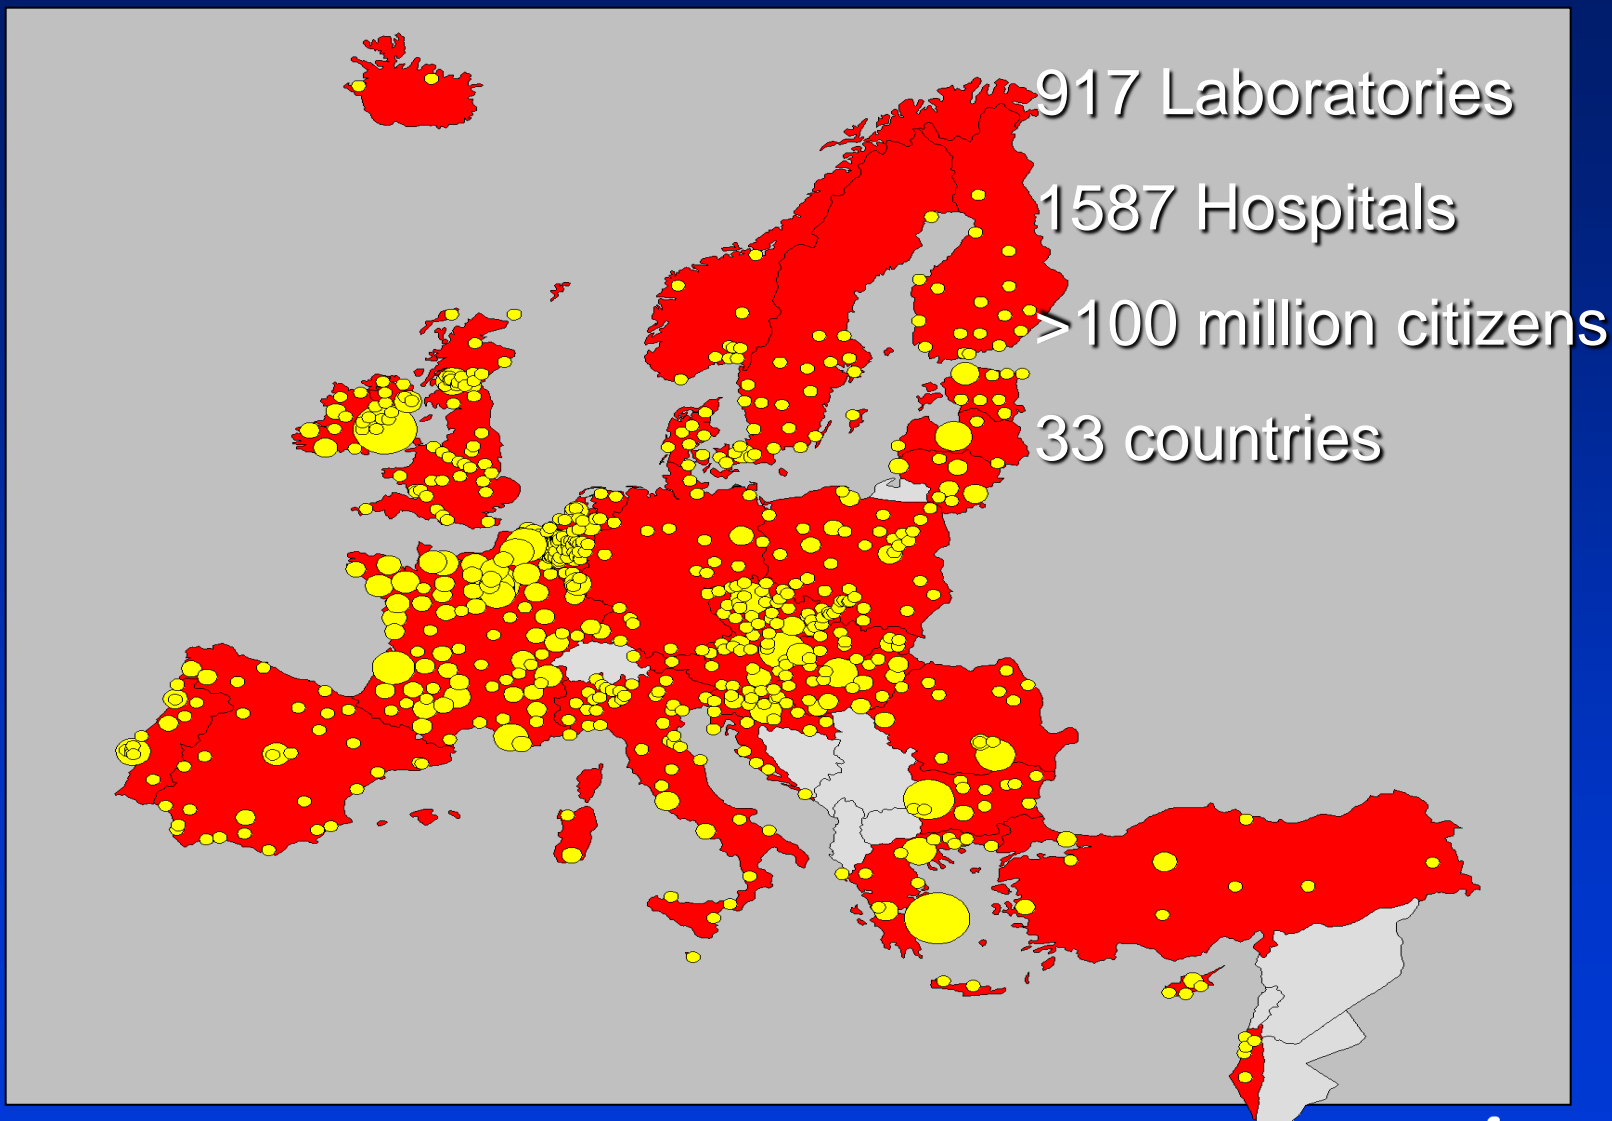 917 Laboratories
1587 Hospitals
>100 million citizens
33 countries